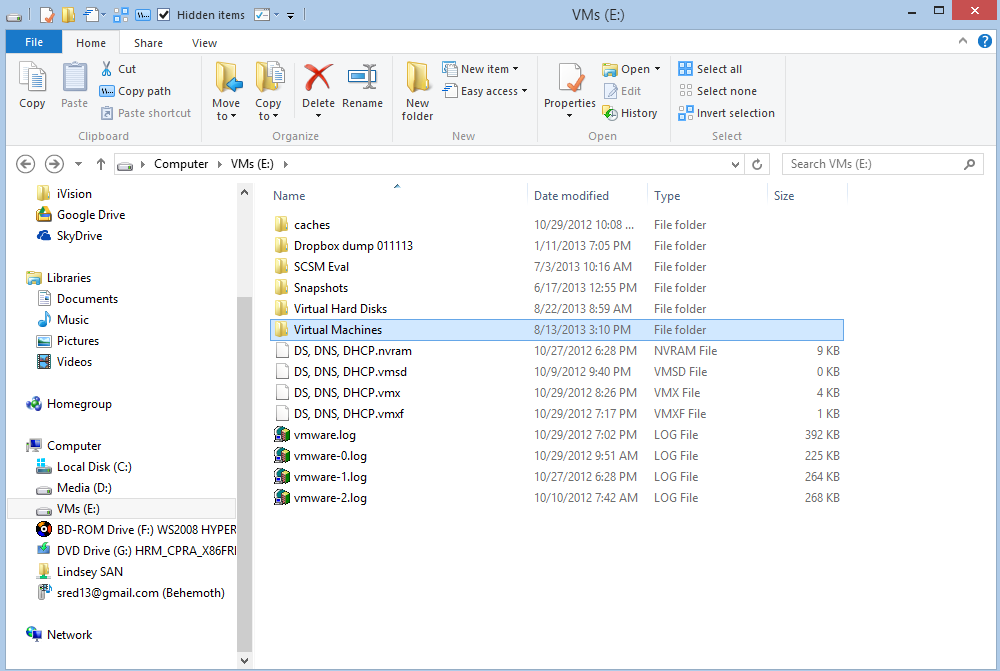 Hidden items
VMs (E:)
File Home Share View
Copy
Paste
Cut
Copy path
Paste shortcut
Clipboard
Move to
Copy to
Delete
Rename
Organize
New folder
New item
Easy access
New
Properties
Open
Edit
History
Open
Select all
Select none
Invert selection
Select
Computer VMs (E:)
Search VMs (E:)
iVision
Google Drive
SkyDrive
Libraries
Documents
Music
Pictures
Videos
Homegroup
Computer
Local Disk (C:)
Media (D:)
VMs (E:)
BD-ROM Drive (F:) WS2008 HYPER
DVD Drive (G:) HRM_CPRA_X86FRE
Lindsey SAN
sred13@gmail.com (Behemoth)
Network
Name Date modified Type Size
caches 10/29/2012 10:08 ... File folder
Dropbox dump 011113 1/11/2013 7:05 PM File folder
SCSM Eval 7/3/2013 10:16 AM File folder
Snapshots 6/17/2013 12:55 PM File folder
Virtual Hard Disks 8/22/2013 8:59 AM File folder
Virtual Machines 8/13/2013 3:10 PM File folder
DS, DNS, DHCP.nvram 10/27/2012 6:28 PM NVRAM File 9 KB
DS, DNS, DHCP.vmsd 10/9/2012 9:40 PM VMSD File 0 KB
DS, DNS, DHCP.vmx 10/29/2012 8:26 PM VMX File 4 KB
DS, DNS, DHCP.vmxf 10/29/2012 7:17 PM VMXF File 1 KB
vmware.log 10/29/2012 7:02 PM LOG File 392 KB
vmware-0.log 10/29/2012 9:51 AM LOG File 225 KB
vmware-1.log 10/27/2012 6:28 PM LOG File 264 KB
vmware-2.log 10/10/2012 7:42 AM LOG File 268 KB